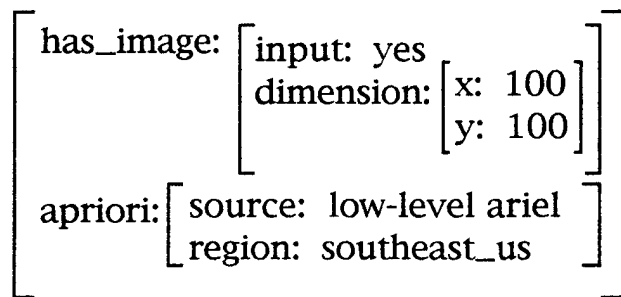 has_image: input: yes
dimension: x: 100
y: 100
apriori: source: low-level ariel
region: southeast_us